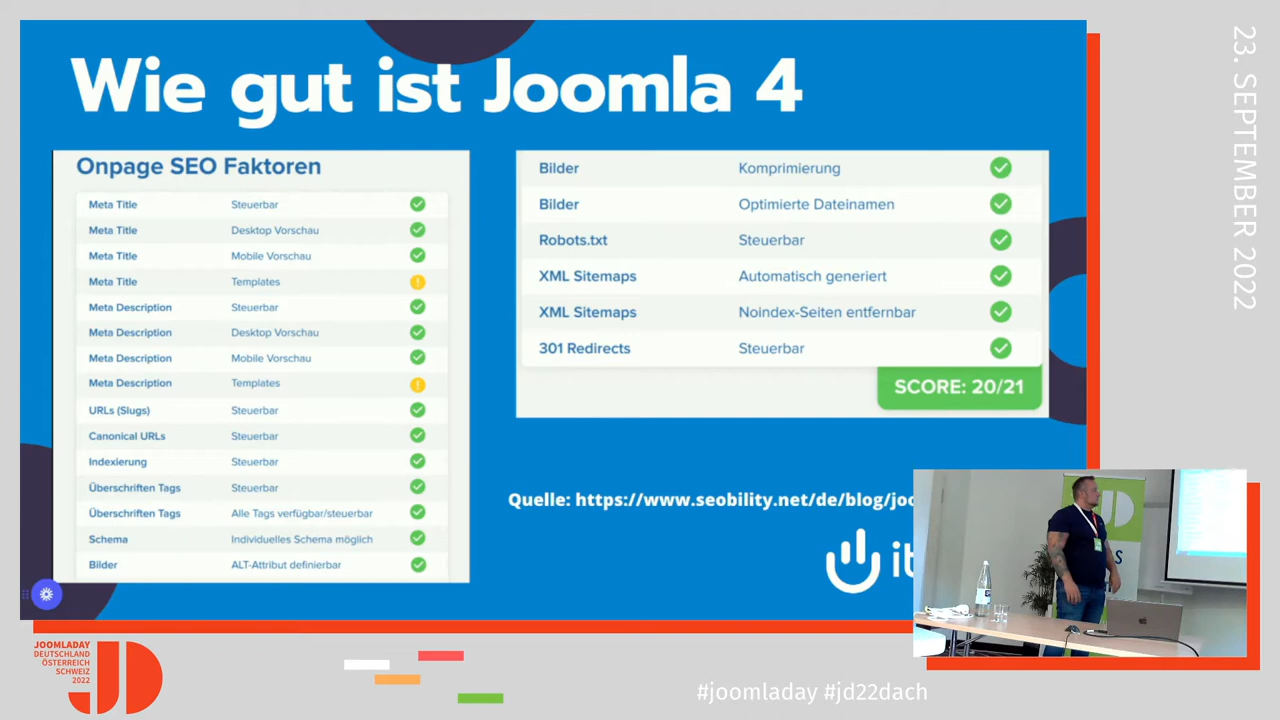 Wie gut ist Joomla 4
Onpage SEO Faktoren
Meta Title Steuerbar
Meta Title Desktop Vorschau
Meta Title Mobile Vorschau
Meta Title Templates
Meta Description Steuerbar
Meta Description Desktop Vorschau
Meta Description Mobile Vorschau
Meta Description Templates
URLs (Slugs) Steuerbar
Canonical URLs Steuerbar
Indexierung Steuerbar
Überschriften Tags Steuerbar
Überschriften Tags Alle Tags verfügbar/steuerbar
Schema Individuelles Schema möglich
Bilder ALT-Attribut definierbar
Bilder Komprimierung
Bilder Optimierte Dateinamen
Robots.txt Steuerbar
XML Sitemaps Automatisch generiert
XML Sitemaps Noindex-Seiten entfernbar
301 Redirects Steuerbar
SCORE: 20/21
Quelle: https://www.seobility.net/de/blog/joo
it
23. SEPTEMBER 2022
JOOMLADAY
DEUTSCHLAND
ÖSTERREICH
SCHWEIZ
2022
JD
#joomladay #jd22dach